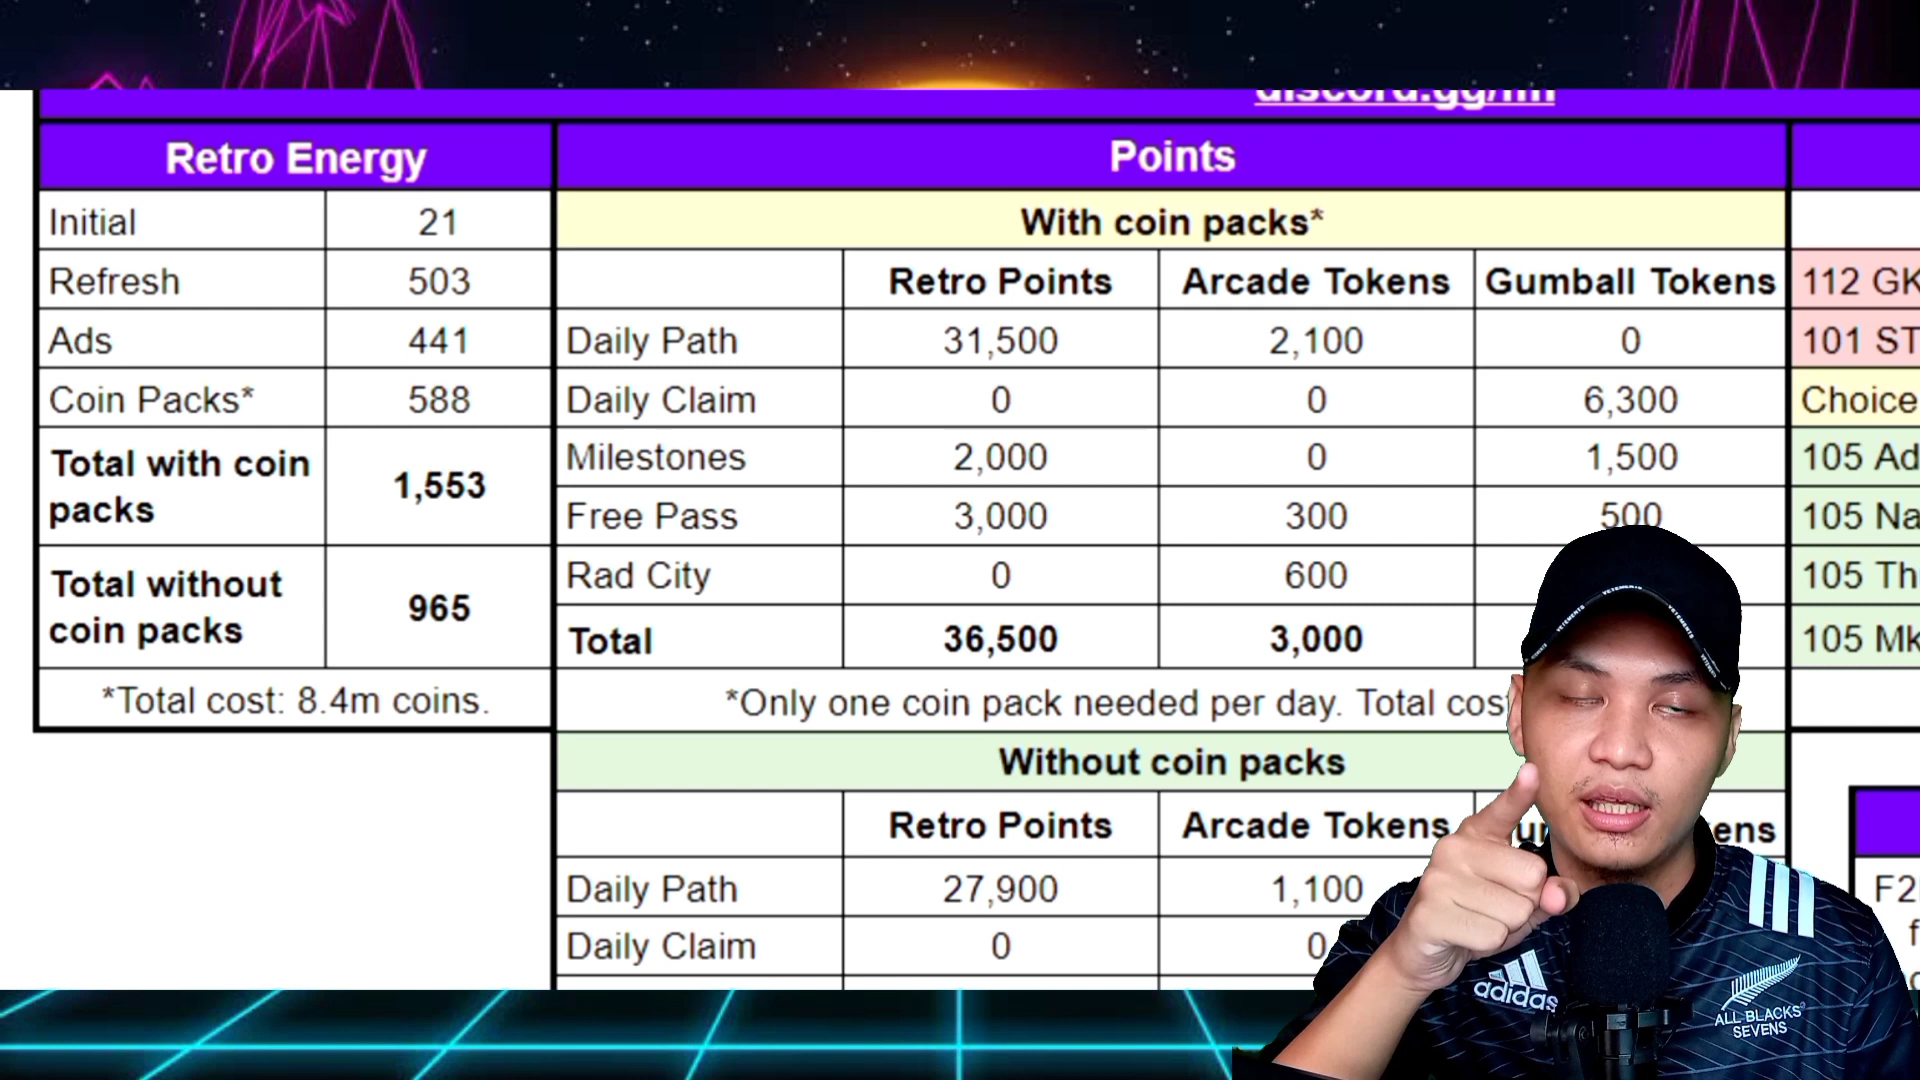 Retro Energy
Points
Initial 21
With coin packs*
Refresh 503
Retro Points Arcade Tokens Gumball Tokens
112 GK
Ads 441
Daily Path 31,500 2,100 0
101 ST
Coin Packs* 588
Daily Claim 0 0 6,300
Choice
Total with coin
packs
1,553
Milestones 2,000 0 1,500
105 Ad
Free Pass 3,000 300 500
105 Na
Total without
coin packs
965
Rad City 0 600
105 Th
Total 36,500 3,000
105 Mk
*Total cost: 8.4m coins.
*Only one coin pack needed per day. Total cos
Without coin packs
Retro Points Arcade Tokens
Daily Path 27,900 1,100
F2
Daily Claim 0 0
VETEMENTS VETEMENTS VETEMENTS
adidas
ALL BLACKS
SEVENS